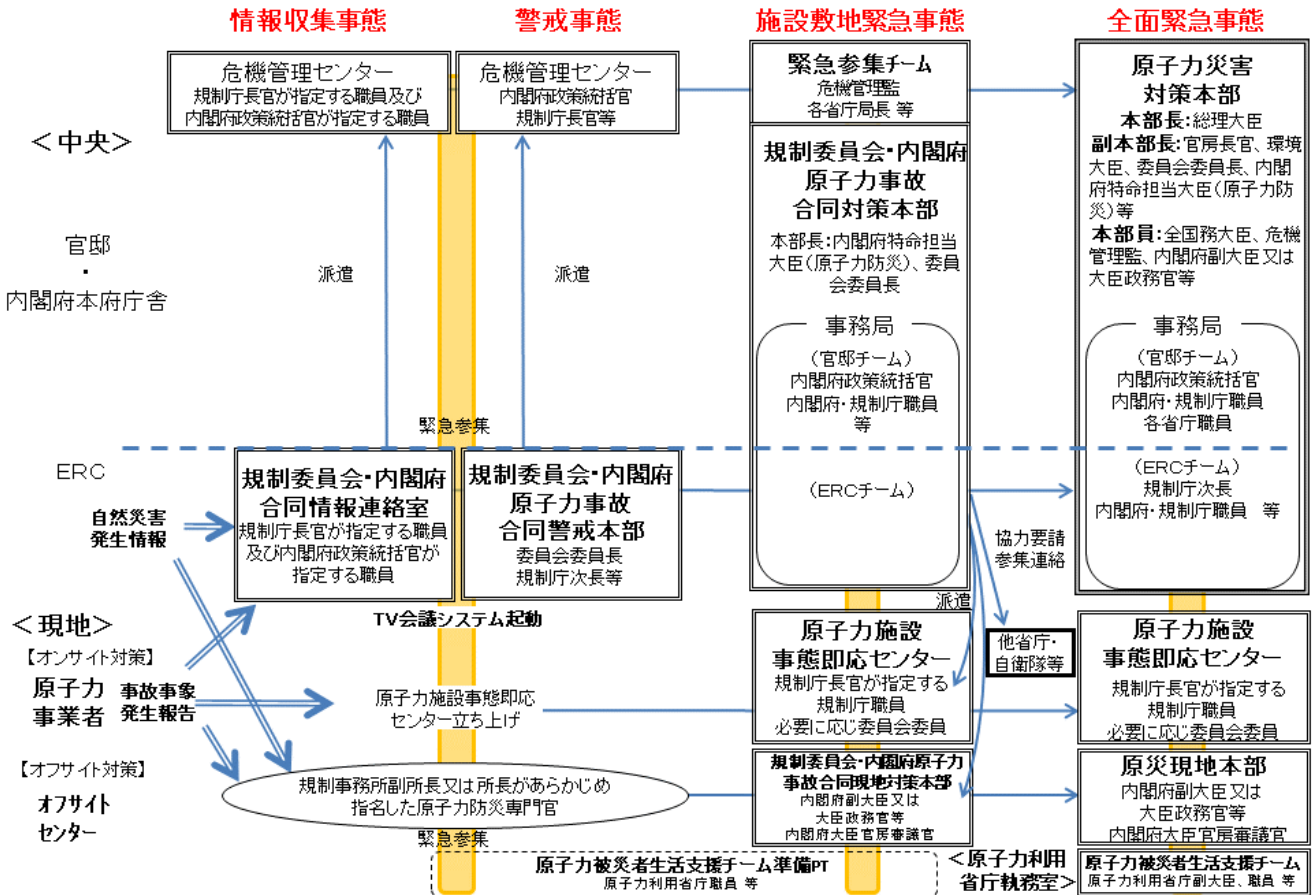 情報収集事態
警戒事態
施設敷地緊急事態
全面緊急事態
<中央>
官邸
・
内閣府本府庁舎
危機管理センター
規制庁長官が指定する職員及び
内閣府政策統括官が指定する職員
危機管理センター
内閣府政策統括官
規制庁長官等
緊急参集チーム
危機管理監
各省庁局長 等
規制委員会・内閣府
原子力事故
合同対策本部
本部長:内閣府特命担当
大臣(原子力防災)、委員
会委員長
事務局
(官邸チーム)
内閣府政策統括官
内閣府・規制庁職員
等
(ERCチーム)
原子力災害
対策本部
本部長:総理大臣
副本部長:官房長官、環境
大臣、委員会委員長、内閣
府特命担当大臣(原子力防
災)等
本部員:全国務大臣、危機
管理監、内閣府副大臣又は
大臣政務官等
事務局
(官邸チーム)
内閣府政策統括官
内閣府・規制庁職員
各省庁職員
(ERCチーム)
規制庁次長
内閣府・規制庁職員 等
派遣
派遣
緊急参集
ERC
自然災害
発生情報
規制委員会・内閣府
合同情報連絡室
規制庁長官が指定する職員
及び内閣府政策統括官が
指定する職員
規制委員会・内閣府
原子力事故
合同警戒本部
委員会委員長
規制庁次長等
TV会議システム起動
協力要請
参集連絡
派遣
他省庁・
自衛隊等
<現地>
【オンサイト対策】
原子力
事業者
事故事象
発生報告
原子力施設事態即応
センター立ち上げ
原子力施設
事態即応センター
規制庁長官が指定する
規制庁職員
必要に応じ委員会委員
原子力施設
事態即応センター
規制庁長官が指定する
規制庁職員
必要に応じ委員会委員
【オフサイト対策】
オフサイト
センター
規制事務所副所長又は所長があらかじめ
指名した原子力防災専門官
緊急参集
規制委員会・内閣府原子力
事故合同現地対策本部
内閣府副大臣又は
大臣政務官等
内閣府大臣官房審議官
原災現地本部
内閣府副大臣又は
大臣政務官等
内閣府大臣官房審議官
原子力被災者生活支援チーム準備PT
原子力利用省庁職員 等
<原子力利用
省庁執務室>
原子力被災者生活支援チーム
原子力利用省庁副大臣、職員 等